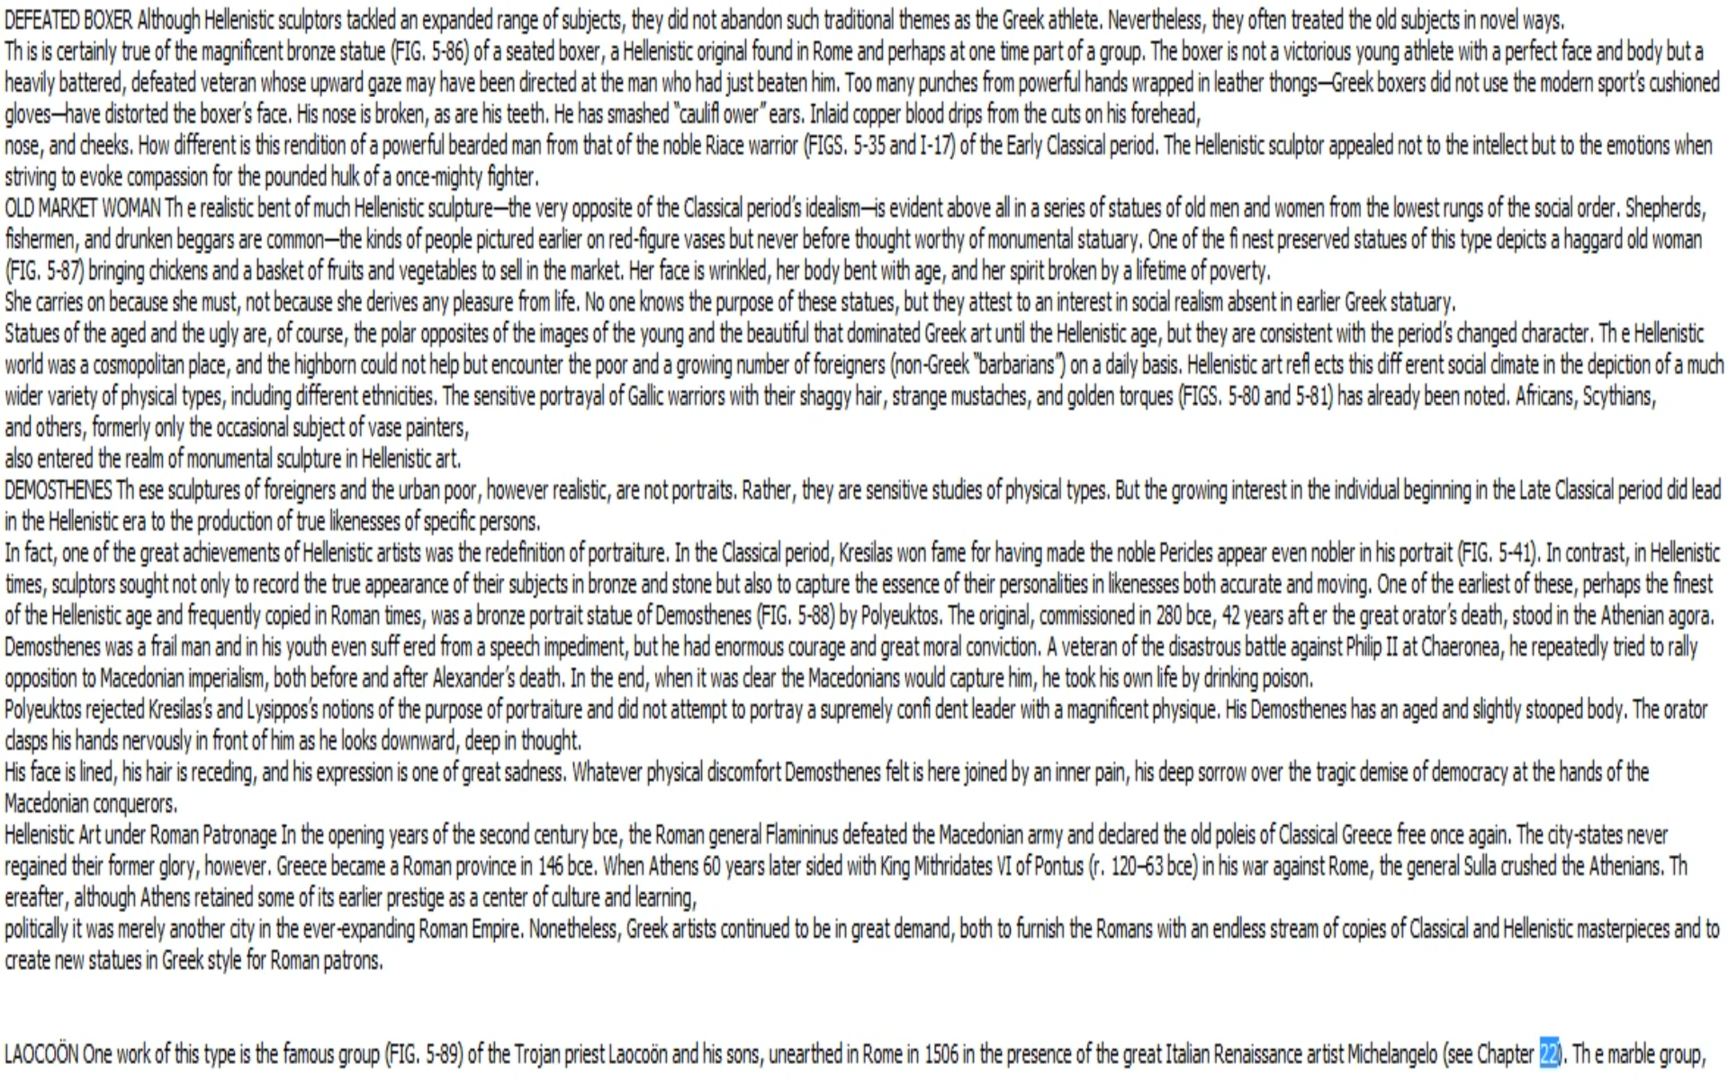 DEFEATED BOXER Although Hellenistic sculptors tackled an expanded range of subjects, they did not abandon such traditional themes as the Greek athlete. Nevertheless, they often treated the old subjects in novel ways.
Th is is certainly true of the magnificent bronze statue (FIG. 5-86) of a seated boxer, a Hellenistic original found in Rome and perhaps at one time part of a group. The boxer is not a victorious young athlete with a perfect face and body but a
heavily battered, defeated veteran whose upward gaze may have been directed at the man who had just beaten him. Too many punches from powerful hands wrapped in leather thongs—Greek boxers did not use the modern sport's cushioned
gloves—have distorted the boxer's face. His nose is broken, as are his teeth. He has smashed "caulifl ower" ears. Inlaid copper blood drips from the cuts on his forehead,
nose, and cheeks. How different is this rendition of a powerful bearded man from that of the noble Riace warrior (FIGS. 5-35 and I-17) of the Early Classical period. The Hellenistic sculptor appealed not to the intellect but to the emotions when
striving to evoke compassion for the pounded hulk of a once-mighty fighter.
OLD MARKET WOMAN Th e realistic bent of much Hellenistic sculpture—the very opposite of the Classical period's idealism—is evident above all in a series of statues of old men and women from the lowest rungs of the social order. Shepherds,
fishermen, and drunken beggars are common—the kinds of people pictured earlier on red-figure vases but never before thought worthy of monumental statuary. One of the fi nest preserved statues of this type depicts a haggard old woman
(FIG. 5-87) bringing chickens and a basket of fruits and vegetables to sell in the market. Her face is wrinkled, her body bent with age, and her spirit broken by a lifetime of poverty.
She carries on because she must, not because she derives any pleasure from life. No one knows the purpose of these statues, but they attest to an interest in social realism absent in earlier Greek statuary.
Statues of the aged and the ugly are, of course, the polar opposites of the images of the young and the beautiful that dominated Greek art until the Hellenistic age, but they are consistent with the period's changed character. Th e Hellenistic
world was a cosmopolitan place, and the highborn could not help but encounter the poor and a growing number of foreigners (non-Greek "barbarians") on a daily basis. Hellenistic art refl ects this diff erent social climate in the depiction of a much
wider variety of physical types, including different ethnicities. The sensitive portrayal of Gallic warriors with their shaggy hair, strange mustaches, and golden torques (FIGS. 5-80 and 5-81) has already been noted. Africans, Scythians,
and others, formerly only the occasional subject of vase painters,
also entered the realm of monumental sculpture in Hellenistic art.
DEMOSTHENES Th ese sculptures of foreigners and the urban poor, however realistic, are not portraits. Rather, they are sensitive studies of physical types. But the growing interest in the individual beginning in the Late Classical period did lead
in the Hellenistic era to the production of true likenesses of specific persons.
In fact, one of the great achievements of Hellenistic artists was the redefinition of portraiture. In the Classical period, Kresilas won fame for having made the noble Pericles appear even nobler in his portrait (FIG. 5-41). In contrast, in Hellenistic
times, sculptors sought not only to record the true appearance of their subjects in bronze and stone but also to capture the essence of their personalities in likenesses both accurate and moving. One of the earliest of these, perhaps the finest
of the Hellenistic age and frequently copied in Roman times, was a bronze portrait statue of Demosthenes (FIG. 5-88) by Polyeuktos. The original, commissioned in 280 bce, 42 years aft er the great orator's death, stood in the Athenian agora.
Demosthenes was a frail man and in his youth even suff ered from a speech impediment, but he had enormous courage and great moral conviction. A veteran of the disastrous battle against Philip II at Chaeronea, he repeatedly tried to rally
opposition to Macedonian imperialism, both before and after Alexander's death. In the end, when it was clear the Macedonians would capture him, he took his own life by drinking poison.
Polyeuktos rejected Kresilas's and Lysippos's notions of the purpose of portraiture and did not attempt to portray a supremely confi dent leader with a magnificent physique. His Demosthenes has an aged and slightly stooped body. The orator
clasps his hands nervously in front of him as he looks downward, deep in thought.
His face is lined, his hair is receding, and his expression is one of great sadness. Whatever physical discomfort Demosthenes felt is here joined by an inner pain, his deep sorrow over the tragic demise of democracy at the hands of the
Macedonian conquerors.
Hellenistic Art under Roman Patronage In the opening years of the second century bce, the Roman general Flamininus defeated the Macedonian army and declared the old poleis of Classical Greece free once again. The city-states never
regained their former glory, however. Greece became a Roman province in 146 bce. When Athens 60 years later sided with King Mithridates VI of Pontus (r. 120–63 bce) in his war against Rome, the general Sulla crushed the Athenians. Th
ereafter, although Athens retained some of its earlier prestige as a center of culture and learning,
politically it was merely another city in the ever-expanding Roman Empire. Nonetheless, Greek artists continued to be in great demand, both to furnish the Romans with an endless stream of copies of Classical and Hellenistic masterpieces and to
create new statues in Greek style for Roman patrons.
LAOCOÖN One work of this type is the famous group (FIG. 5-89) of the Trojan priest Laocoön and his sons, unearthed in Rome in 1506 in the presence of the great Italian Renaissance artist Michelangelo (see Chapter 22). Th e marble group,